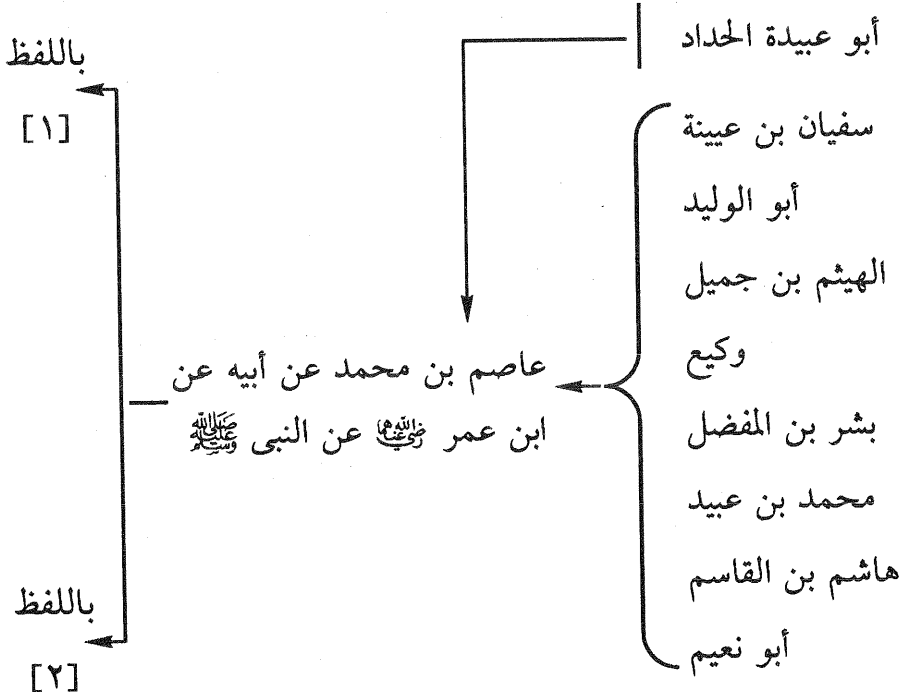 أبو عبيدة الحداد
سفيان بن عيينة
أبو الوليد
الهيثم بن جميل
وكيع
بشر بن المفضل
محمد بن عبيد
هاشم بن القاسم
أبو نعيم
عاصم بن محمد عن أبيه عن
ابن عمر رضي الله عنهما عن النبى ﷺ
باللفظ
[١]
باللفظ
[٢]